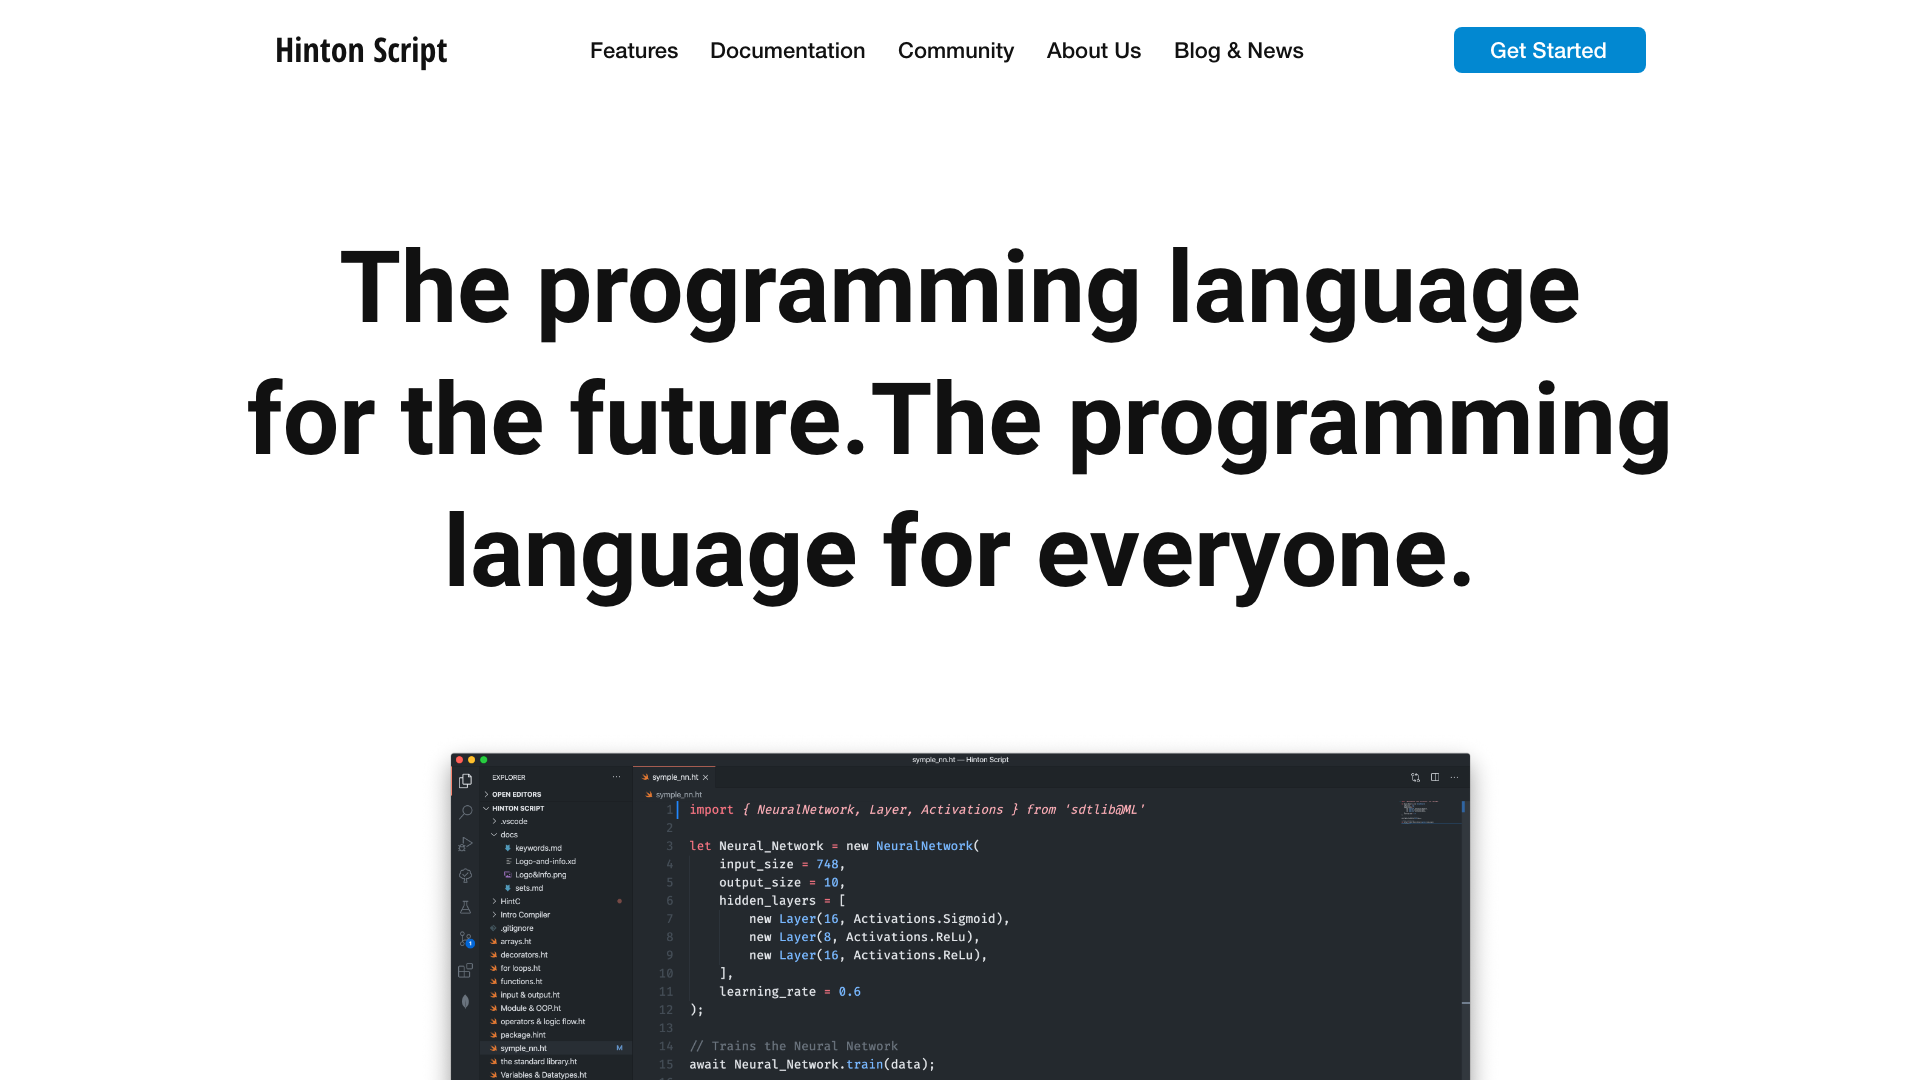 Hinton Script
Features
Documentation
Community
About Us
Blog & News
Get Started
The programming language
for the future.The programming
language for everyone.
symple_nn.ht — Hinton Script
EXPLORER
OPEN EDITORS
HINTON SCRIPT
.vscode
docs
keywords.md
Logo-and-info.xd
Logo&Info.png
sets.md
HintC
Intro Compiler
.gitignore
arrays.ht
decorators.ht
for loops.ht
functions.ht
input & output.ht
Module & OOP.ht
operators & logic flow.ht
package.hint
symple_nn.ht M
the standard library.ht
Variables & Datatypes.ht
symple_nn.ht
symple_nn.ht
1 import { NeuralNetwork, Layer, Activations } from 'sdtlib@ML'
2
3 let Neural_Network = new NeuralNetwork(
4 input_size = 748,
5 output_size = 10,
6 hidden_layers = [
7 new Layer(16, Activations.Sigmoid),
8 new Layer(8, Activations.ReLu),
9 new Layer(16, Activations.ReLu),
10 ],
11 learning_rate = 0.6
12 );
13
14 // Trains the Neural Network
15 await Neural_Network.train(data);